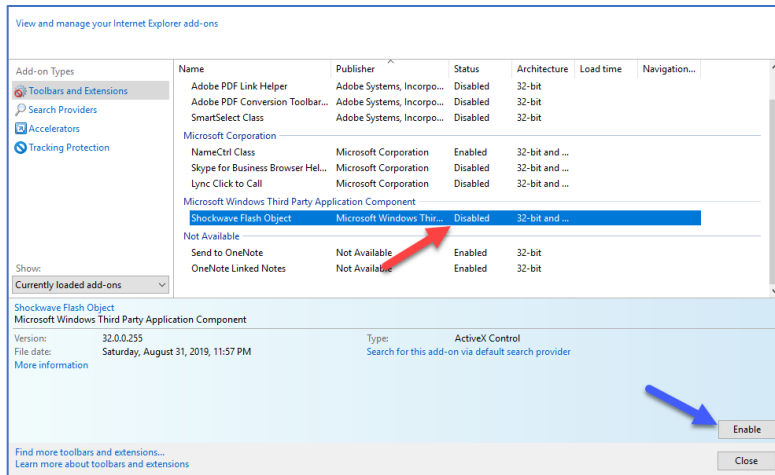 View and manage your Internet Explorer add-ons
Add-on Types
Toolbars and Extensions
Search Providers
Accelerators
Tracking Protection
Show:
Currently loaded add-ons
Name Publisher Status Architecture Load time Navigation...
Adobe PDF Link Helper Adobe Systems, Incorpo... Disabled 32-bit
Adobe PDF Conversion Toolbar... Adobe Systems, Incorpo... Disabled 32-bit
SmartSelect Class Adobe Systems, Incorpo... Disabled 32-bit
Microsoft Corporation
NameCtrl Class Microsoft Corporation Enabled 32-bit and ...
Skype for Business Browser Hel... Microsoft Corporation Disabled 32-bit and ...
Lync Click to Call Microsoft Corporation Disabled 32-bit and ...
Microsoft Windows Third Party Application Component
Shockwave Flash Object Microsoft Windows Thir... Disabled 32-bit and ...
Not Available
Send to OneNote Not Available Enabled 32-bit
OneNote Linked Notes Not Available Enabled 32-bit
Shockwave Flash Object
Microsoft Windows Third Party Application Component
Version: 32.0.0.255 Type: ActiveX Control
File date: Saturday, August 31, 2019, 11:57 PM Search for this add-on via default search provider
More information
Enable
Find more toolbars and extensions...
Learn more about toolbars and extensions
Close